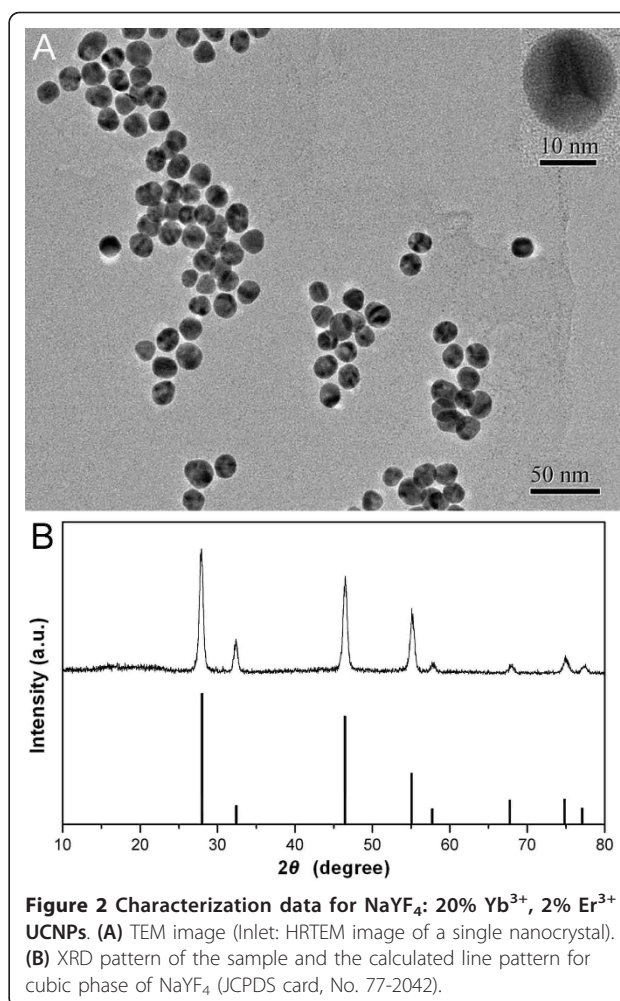 A
10 nm
50 nm
B
Intensity (a.u.)
10 20 30 40 50 60 70 80
2θ (degree)
Figure 2 Characterization data for NaYF₄: 20% Yb³⁺, 2% Er³⁺
UCNPs. (A) TEM image (Inlet: HRTEM image of a single nanocrystal).
(B) XRD pattern of the sample and the calculated line pattern for
cubic phase of NaYF₄ (JCPDS card, No. 77-2042).